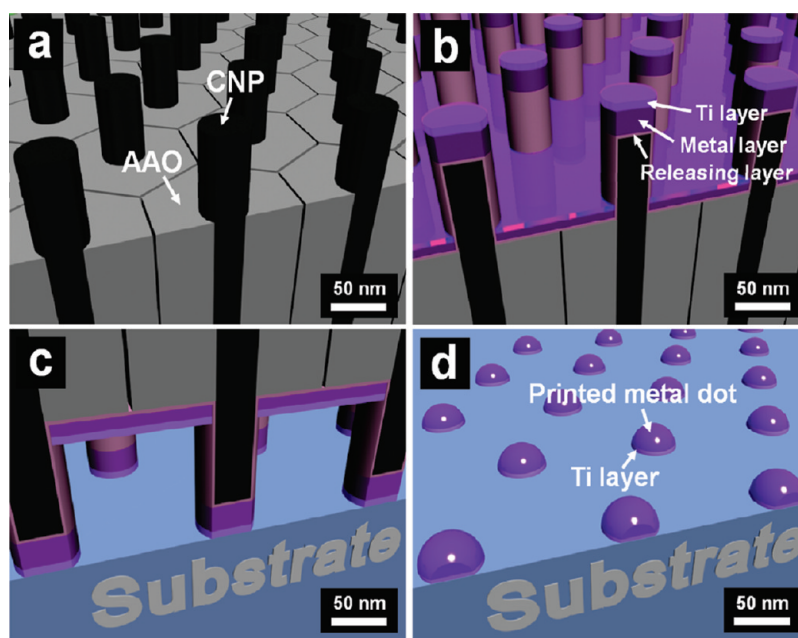 a
CNP
AAO
50 nm
b
Ti layer
Metal layer
Releasing layer
50 nm
c
Substrate
50 nm
d
Printed metal dot
Ti layer
Substrate
50 nm